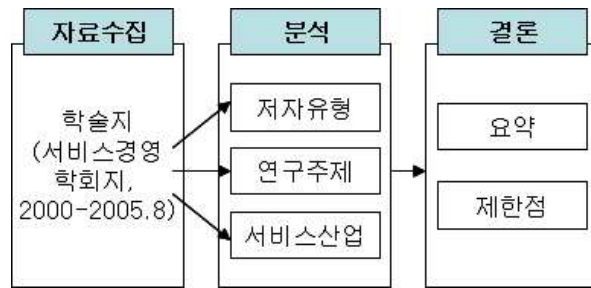 자료수집
학술지
(서비스경영
학회지,
2000-2005.8)
분석
저자유형
연구주제
서비스산업
결론
요약
제한점